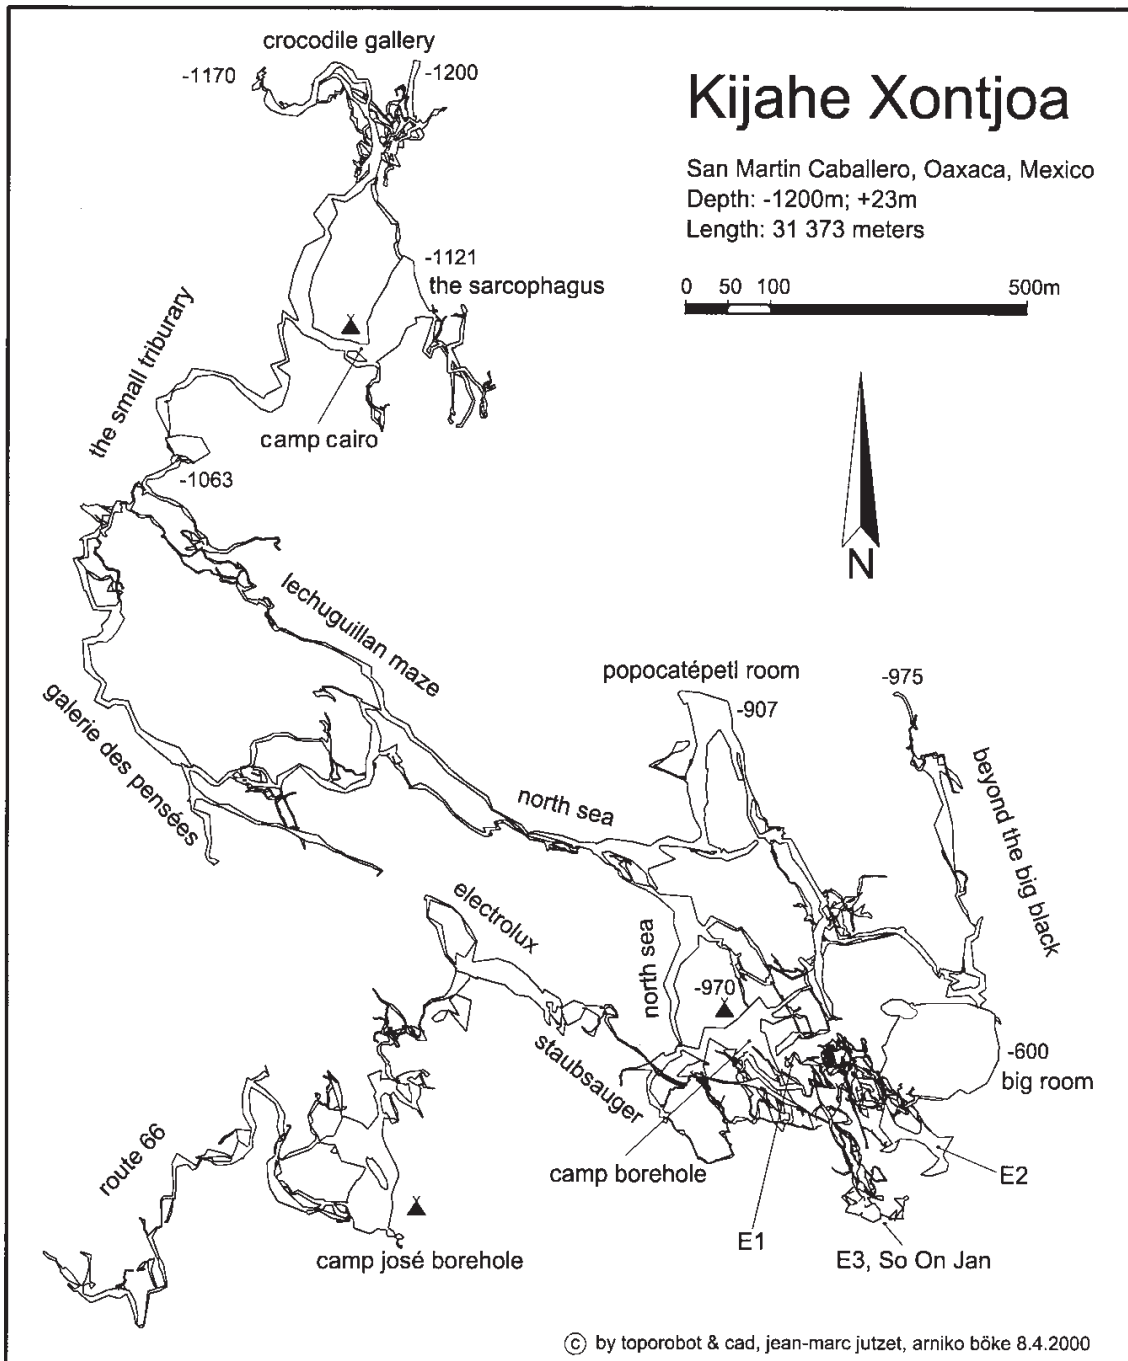 crocodile gallery
-1170
-1200
Kijahe Xontjoa
San Martin Caballero, Oaxaca, Mexico
Depth: -1200m; +23m
Length: 31 373 meters
0 50 100 500m
-1121
the sarcophagus
the small triburary
camp cairo
-1063
N
lechuguillan maze
popocatépetl room
-907
-975
galerie des pensées
north sea
beyond the big black
electrolux
north sea
-970
staubsauger
-600
big room
route 66
camp borehole
E2
E1
camp josé borehole
E3, So On Jan
© by toporobot & cad, jean-marc jutzet, arniko böke 8.4.2000